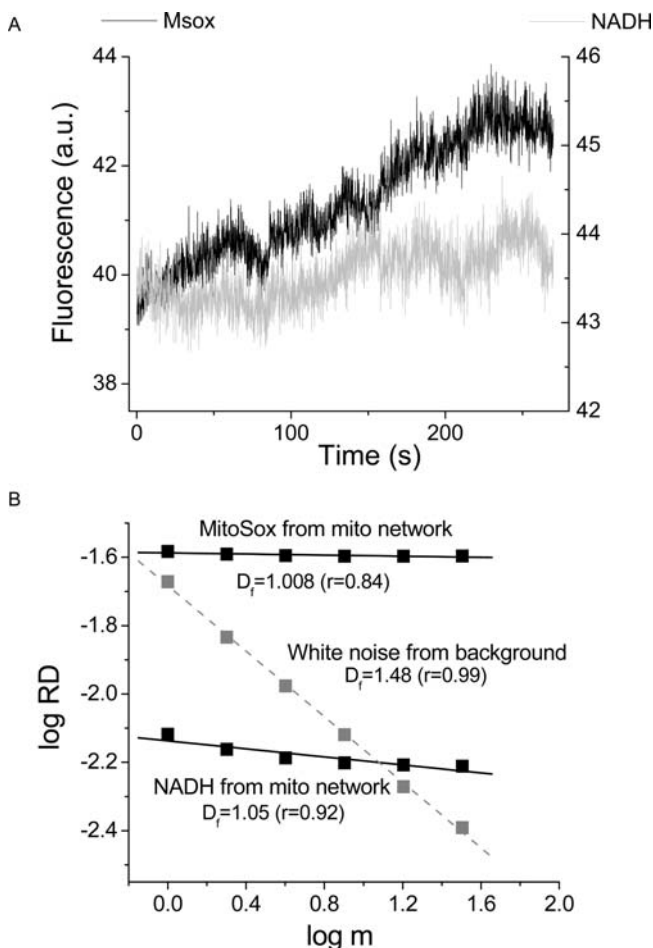 A
Msox
NADH
44
42
40
38
46
45
44
43
42
Fluorescence (a.u.)
0
100
200
Time (s)
B
MitoSox from mito network
D_f=1.008 (r=0.84)
White noise from background
D_f=1.48 (r=0.99)
NADH from mito network
D_f=1.05 (r=0.92)
-1.6
-1.8
-2.0
-2.2
-2.4
log RD
0.0
0.4
0.8
1.2
1.6
2.0
log m